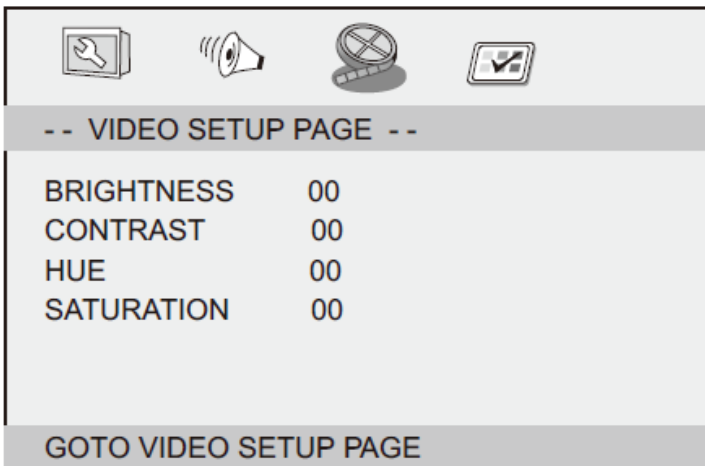 - - VIDEO SETUP PAGE - -
BRIGHTNESS 00
CONTRAST 00
HUE 00
SATURATION 00
GOTO VIDEO SETUP PAGE